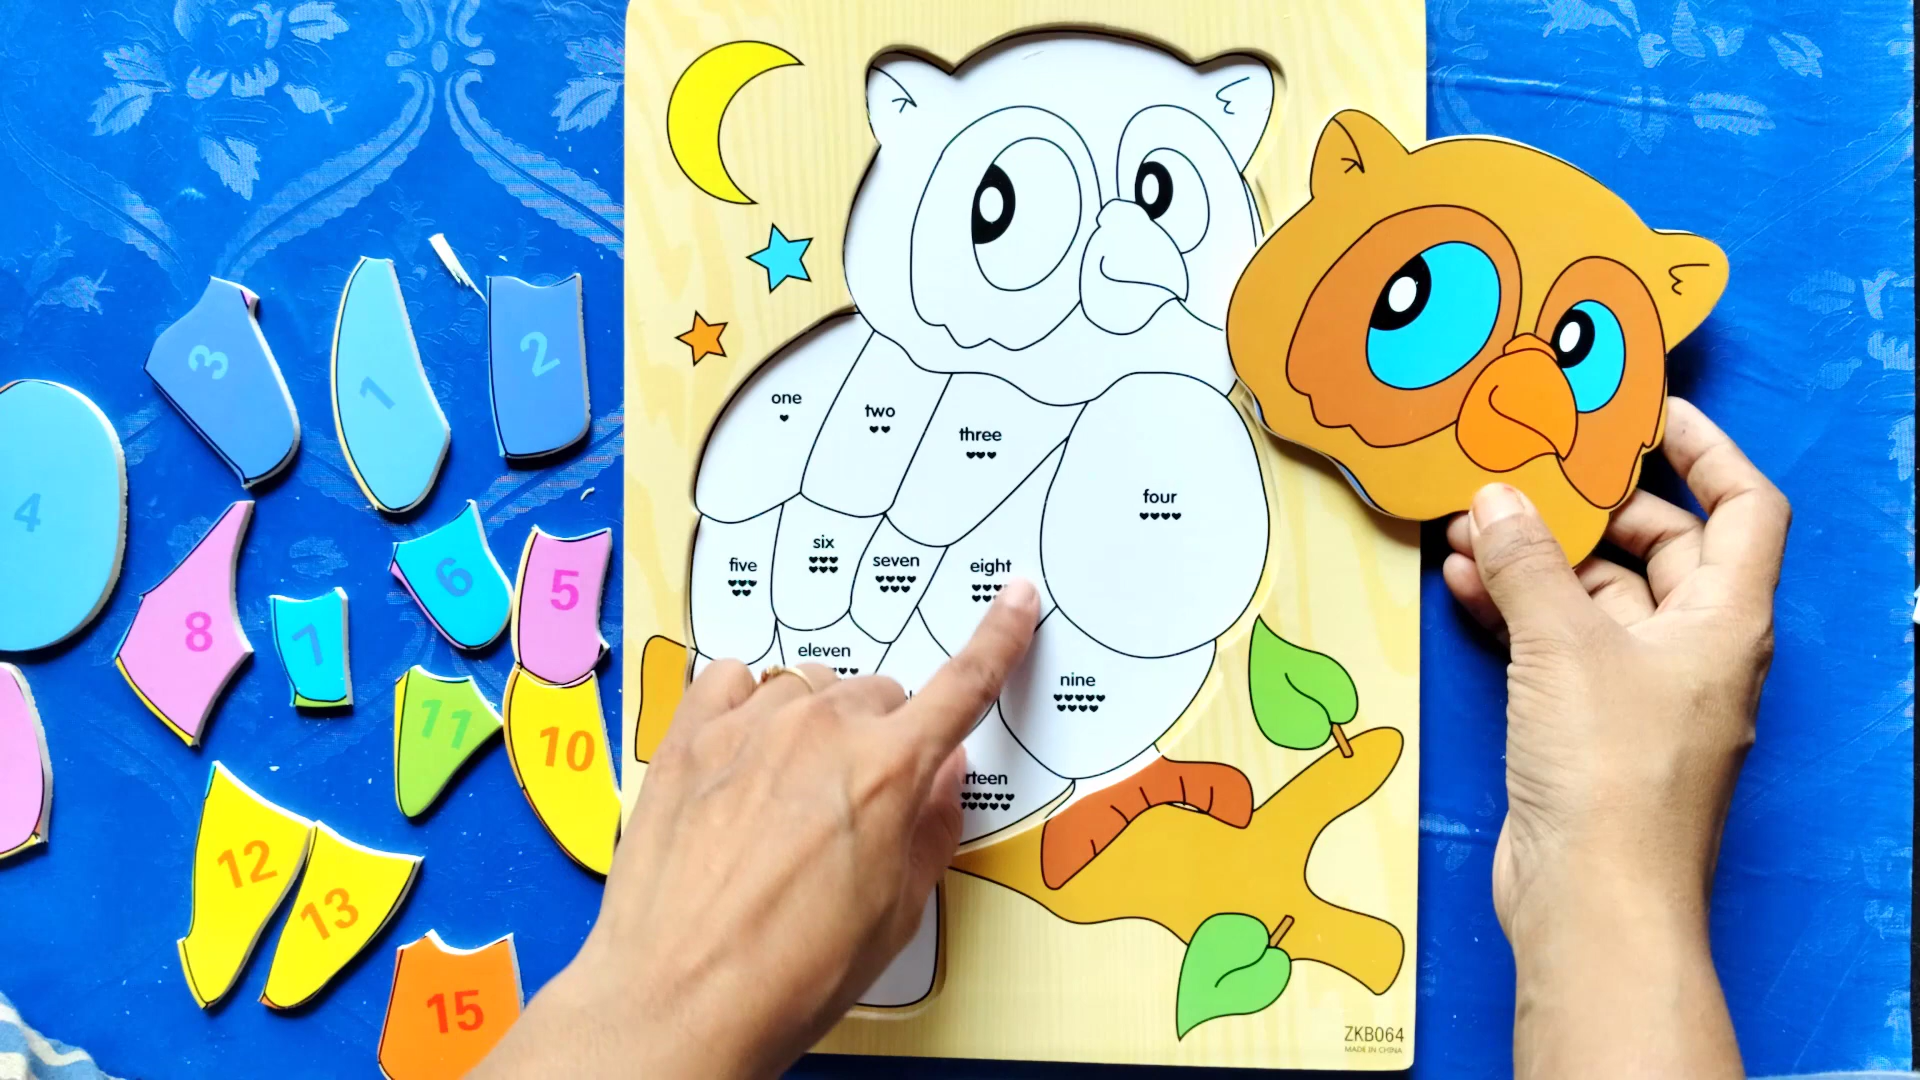 one
two
three
four
five
six
seven
eight
nine
eleven
rteen
3
1
2
4
6
5
8
7
11
10
12
13
15
ZKB064
MADE IN CHINA